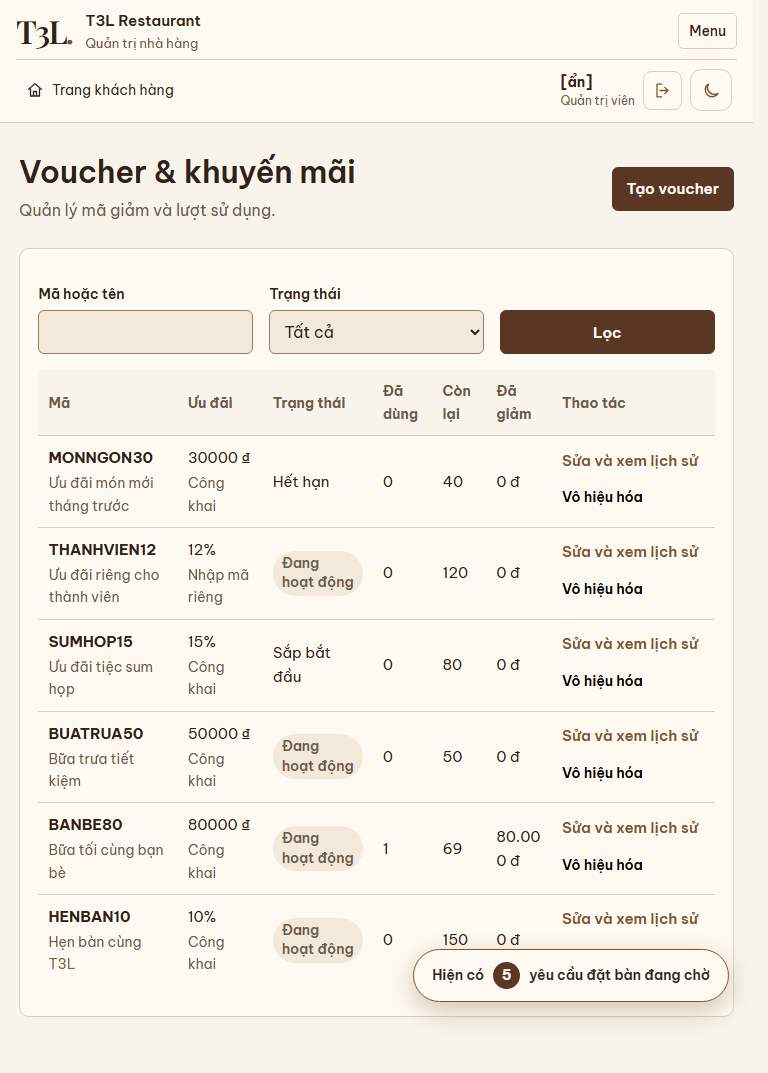 T3L.
T3L Restaurant
Quản trị nhà hàng
Menu
Trang khách hàng
[ẩn]
Quản trị viên
Voucher & khuyến mãi
Quản lý mã giảm và lượt sử dụng.
Tạo voucher
Mã hoặc tên
Trạng thái
Tất cả
Lọc
Mã
Ưu đãi
Trạng thái
Đã
dùng
Còn
lại
Đã
giảm
Thao tác
MONNGON30
Ưu đãi món mới
tháng trước
30000 ₫
Công
khai
Hết hạn
0
40
0 đ
Sửa và xem lịch sử
Vô hiệu hóa
THANHVIEN12
Ưu đãi riêng cho
thành viên
12%
Nhập mã
riêng
Đang
hoạt động
0
120
0 đ
Sửa và xem lịch sử
Vô hiệu hóa
SUMHOP15
Ưu đãi tiệc sum
họp
15%
Công
khai
Sắp bắt
đầu
0
80
0 đ
Sửa và xem lịch sử
Vô hiệu hóa
BUATRUA50
Bữa trưa tiết
kiệm
50000 ₫
Công
khai
Đang
hoạt động
0
50
0 đ
Sửa và xem lịch sử
Vô hiệu hóa
BANBE80
Bữa tối cùng bạn
bè
80000 ₫
Công
khai
Đang
hoạt động
1
69
80.00
0 đ
Sửa và xem lịch sử
Vô hiệu hóa
HENBAN10
Hẹn bàn cùng
T3L
10%
Công
khai
Đang
hoạt động
0
150
0 đ
Sửa và xem lịch sử
Hiện có 5 yêu cầu đặt bàn đang chờ